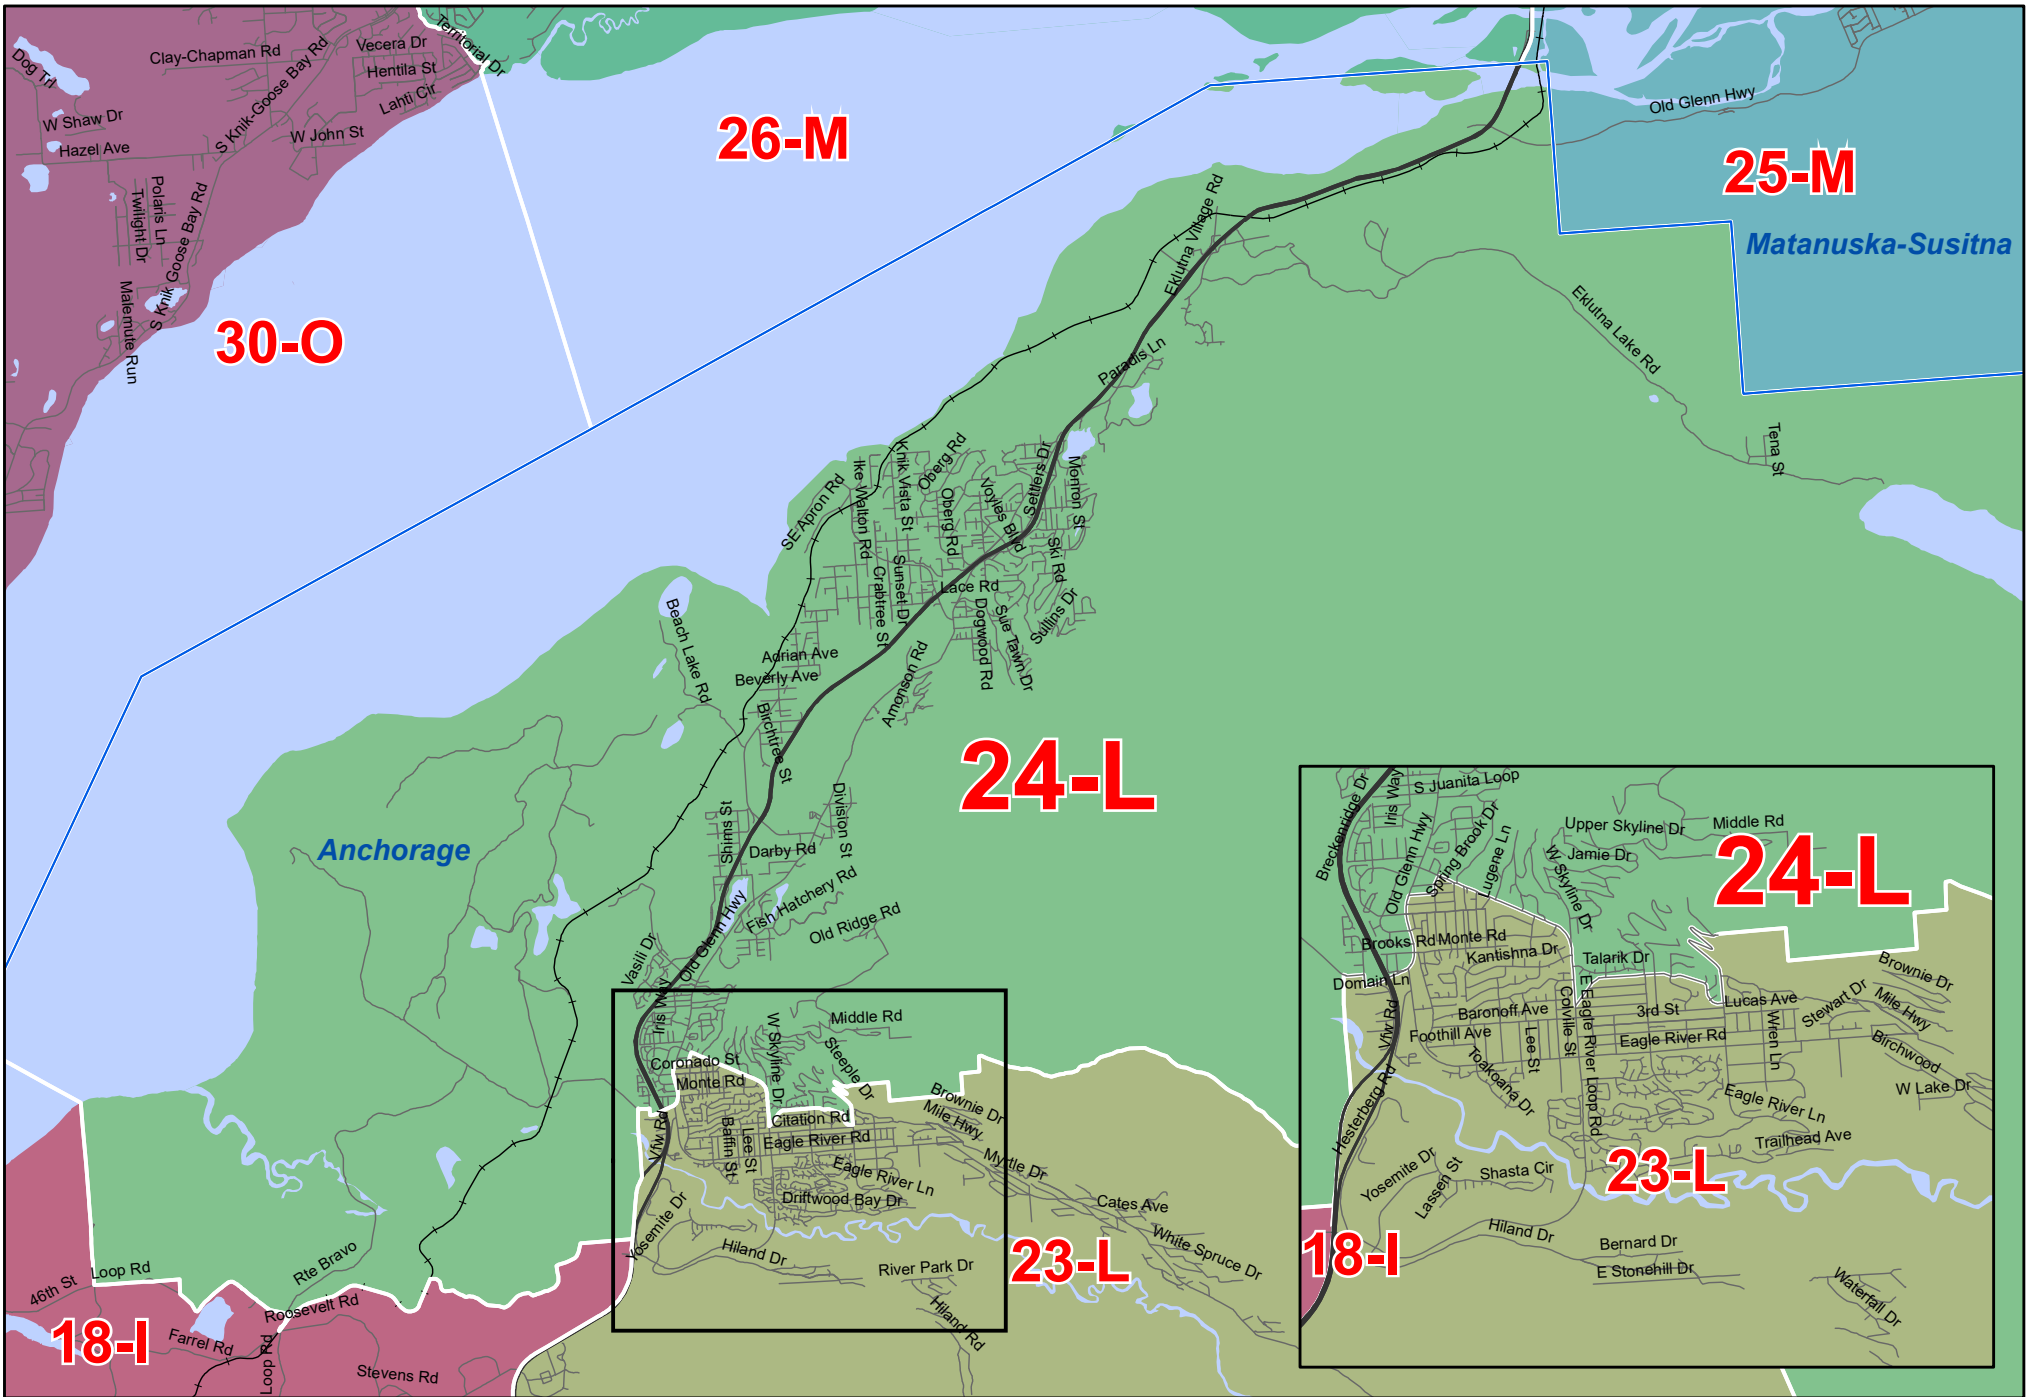 Territorial Dr
Clay-Chapman Rd
Vecera Dr
Hentila St
Lahti Cir
Dog Trl
W Shaw Dr
Hazel Ave
S Knik-Goose Bay Rd
W John St
Polaris Ln
Twilight Dr
S Knik Goose Bay Rd
Malemute Run
30-O
26-M
Old Glenn Hwy
25-M
Matanuska-Susitna
Eklutna Village Rd
Eklutna Lake Rd
Paradis Ln
Tena St
SE Apron Rd
Ike Walton Rd
Knik Vista St
Oberg Rd
Oberg Rd
Voyles Blvd
Settlers Dr
Monron St
Ski Rd
Sunset Dr
Crabtree St
Lace Rd
Dogwood Rd
Sue Tawn Dr
Sullins Dr
Beach Lake Rd
Adrian Ave
Beverly Ave
Amonson Rd
Birchtree St
24-L
Anchorage
Shims St
Division St
Darby Rd
Fish Hatchery Rd
Old Glenn Hwy
Old Ridge Rd
Vasili Dr
Iris Way
W Skyline Dr
Middle Rd
Steeple Dr
Coronado St
Monte Rd
Citation Rd
Brownie Dr
Mile Hwy
Vfw Rd
Baffin St
Lee St
Eagle River Rd
Eagle River Ln
Myrtle Dr
Driftwood Bay Dr
Cates Ave
White Spruce Dr
Yosemite Dr
Hiland Dr
River Park Dr
23-L
Hiland Rd
46th St
Loop Rd
Rte Bravo
Roosevelt Rd
18-I
Farrel Rd
Loop Rd
Stevens Rd
Breckenridge Dr
Iris Way
S Juanita Loop
Old Glenn Hwy
Spring Brook Dr
Lugene Ln
Upper Skyline Dr
Middle Rd
Jamie Dr
W Skyline Dr
24-L
Brooks Rd
Monte Rd
Kantishna Dr
Talarik Dr
Domain Ln
Brownie Dr
Vfw Rd
Baronoff Ave
Colville St
E Eagle River Loop Rd
3rd St
Lucas Ave
Stewart Dr
Mile Hwy
Foothill Ave
Lee St
Eagle River Rd
Wren Ln
Birchwood
Toakoana Dr
W Lake Dr
Hesterberg Rd
Eagle River Ln
Trailhead Ave
Yosemite Dr
Lassen St
Shasta Cir
23-L
18-I
Hiland Dr
Bernard Dr
E Stonehill Dr
Waterfall Dr